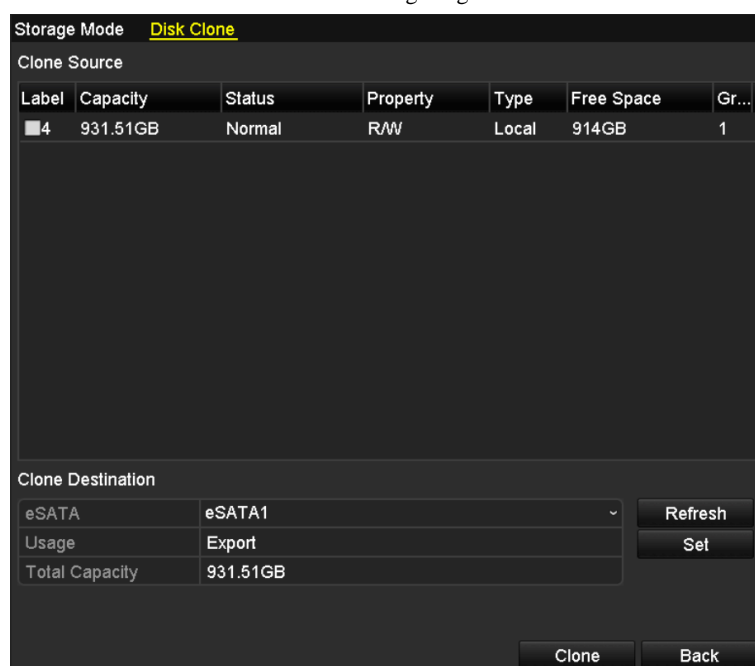 Storage Mode Disk Clone
Clone Source
Label Capacity Status Property Type Free Space Gr...
4 931.51GB Normal R/W Local 914GB 1
Clone Destination
eSATA eSATA1 Refresh
Usage Export Set
Total Capacity 931.51GB
Clone Back